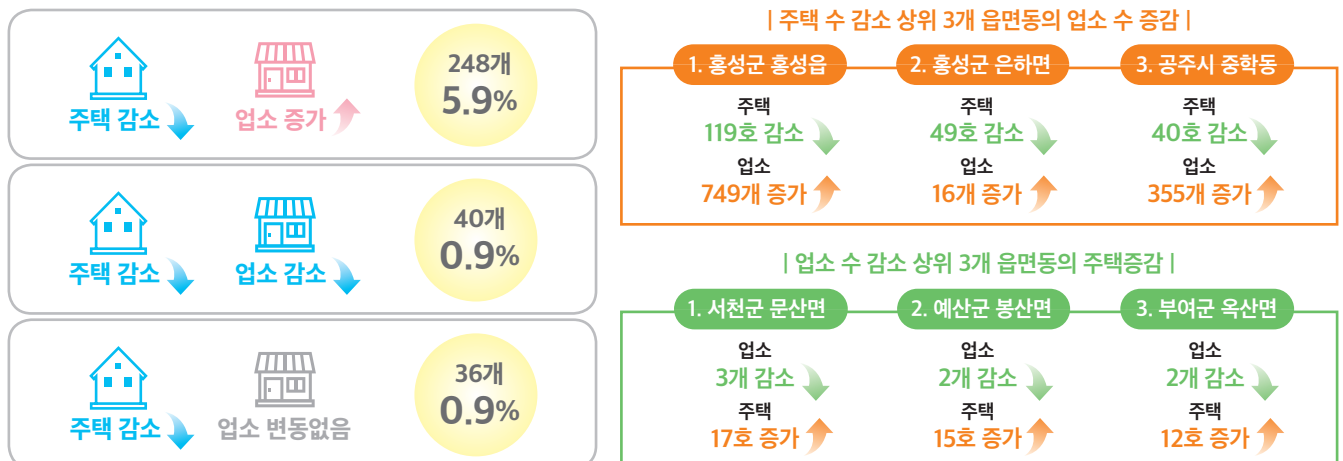 주택 감소
업소 증가
248개
5.9%
주택 감소
업소 감소
40개
0.9%
주택 감소
업소 변동없음
36개
0.9%
| 주택 수 감소 상위 3개 읍면동의 업소 수 증감 |
1. 홍성군 홍성읍
주택
119호 감소
업소
749개 증가
2. 홍성군 은하면
주택
49호 감소
업소
16개 증가
3. 공주시 중학동
주택
40호 감소
업소
355개 증가
| 업소 수 감소 상위 3개 읍면동의 주택증감 |
1. 서천군 문산면
업소
3개 감소
주택
17호 증가
2. 예산군 봉산면
업소
2개 감소
주택
15호 증가
3. 부여군 옥산면
업소
2개 감소
주택
12호 증가